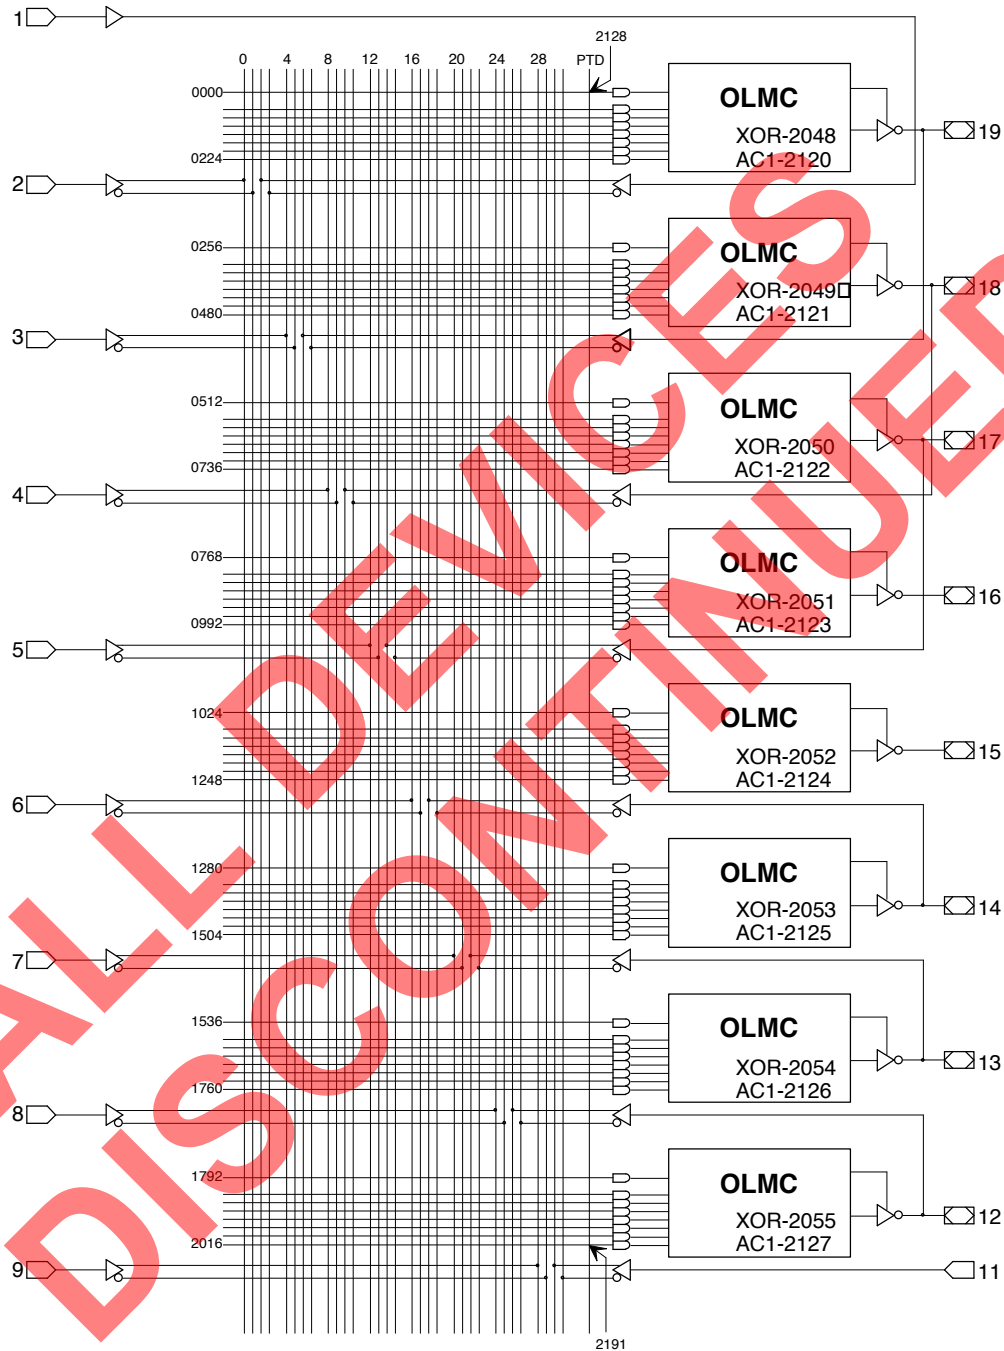 1
2128
0 4 8 12 16 20 24 28 PTD
0000
OLMC
XOR-2048
AC1-2120
19
0224
2
0256
OLMC
XOR-2049
AC1-2121
18
0480
3
0512
OLMC
XOR-2050
AC1-2122
17
0736
4
0768
OLMC
XOR-2051
AC1-2123
16
0992
5
1024
OLMC
XOR-2052
AC1-2124
15
1248
6
1280
OLMC
XOR-2053
AC1-2125
14
1504
7
1536
OLMC
XOR-2054
AC1-2126
13
1760
8
1792
OLMC
XOR-2055
AC1-2127
12
2016
9
11
2191
ALL DEVICES
DISCONTINUED